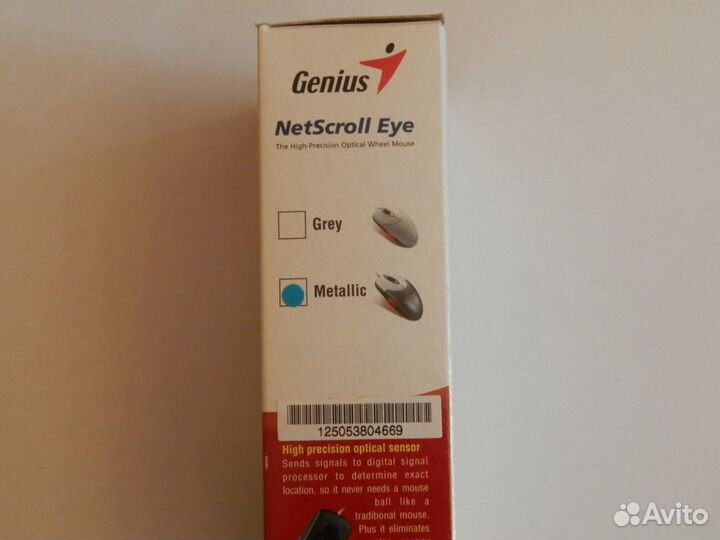 Genius
NetScroll Eye
The High-Precision Optical Wheel Mouse
Grey
Metallic
125053804669
High precision optical sensor
Sends signals to digital signal
processor to determine exact
location, so it never needs a mouse
ball like a
traditional mouse.
Plus it eliminates
Avito